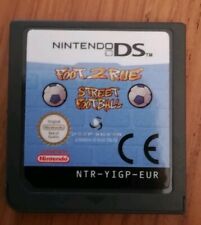 NINTENDO DS
FOOT 2 RUE
STREET
FOOTBALL
Nintendo
CE
NTR-YIGP-EUR